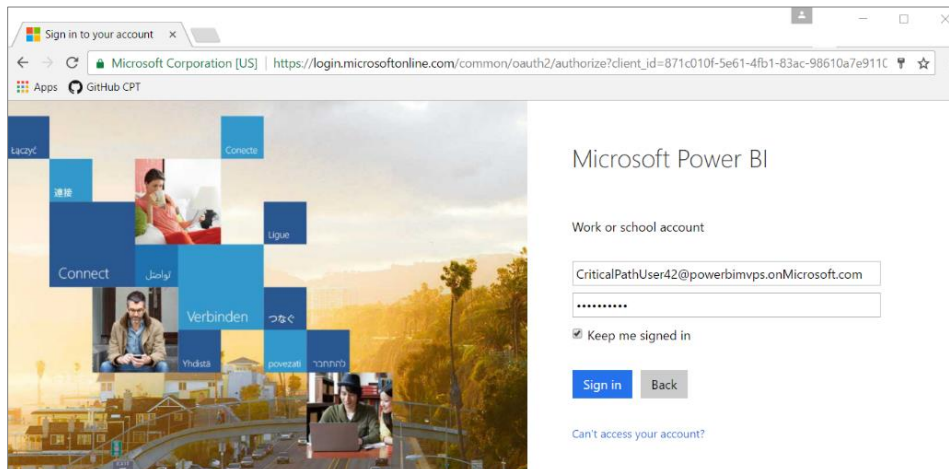 Sign in to your account
Microsoft Corporation [US] | https://login.microsoftonline.com/common/oauth2/authorize?client_id=871c010f-5e61-4fb1-83ac-98610a7e911C
Apps GitHub CPT
Łączyć
Conecte
連接
Ligue
Connect
تواصل
Verbinden
つなぐ
Yhdistä
povezati
להתחבר
Microsoft Power BI
Work or school account
CriticalPathUser42@powerbimvps.onMicrosoft.com
••••••••••
Keep me signed in
Sign in Back
Can't access your account?